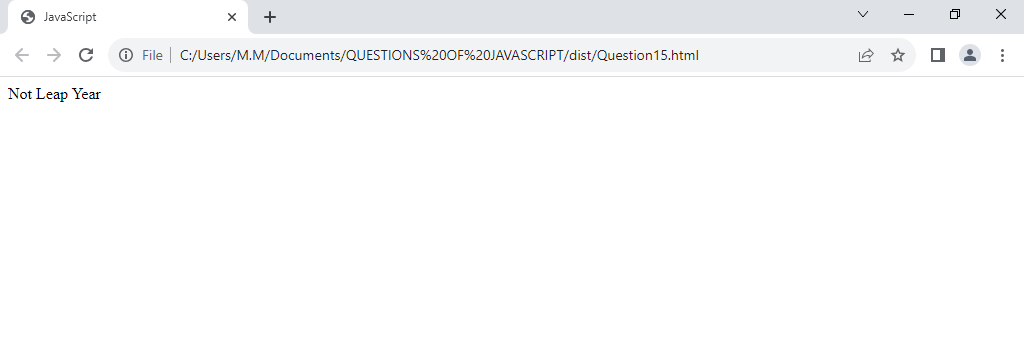 JavaScript
File C:/Users/M.M/Documents/QUESTIONS%20OF%20JAVASCRIPT/dist/Question15.html
Not Leap Year